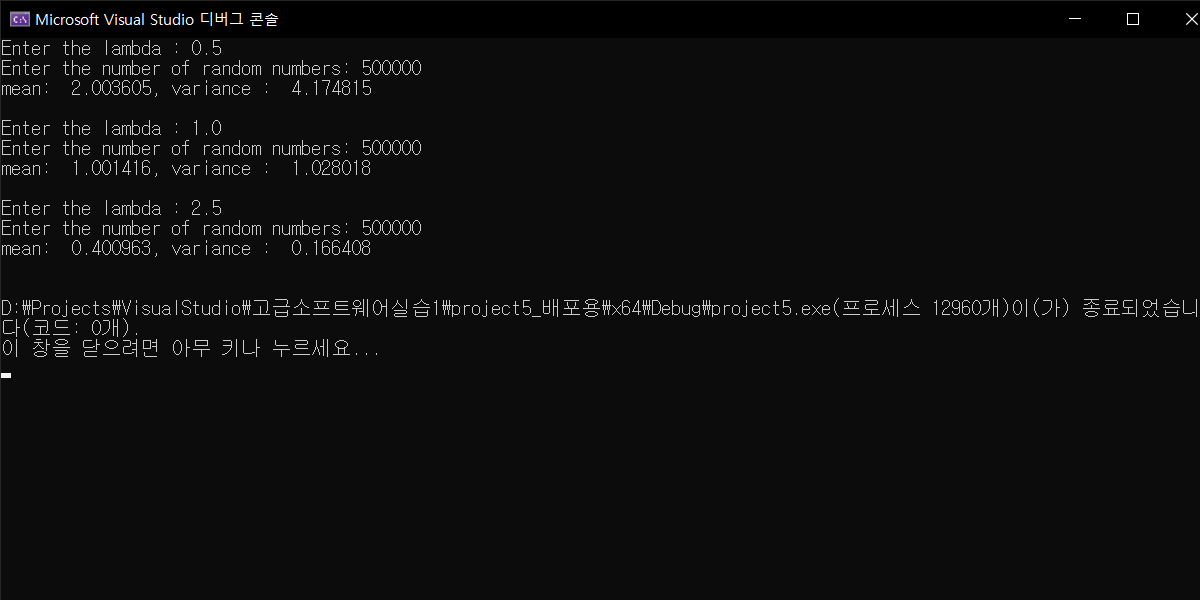 Microsoft Visual Studio 디버그 콘솔
Enter the lambda : 0.5
Enter the number of random numbers: 500000
mean:  2.003605, variance :  4.174815
Enter the lambda : 1.0
Enter the number of random numbers: 500000
mean:  1.001416, variance :  1.028018
Enter the lambda : 2.5
Enter the number of random numbers: 500000
mean:  0.400963, variance :  0.166408
D:₩Projects₩VisualStudio₩고급소프트웨어실습1₩project5_배포용₩x64₩Debug₩project5.exe(프로세스 12960개)이(가) 종료되었습니
다(코드: 0개).
이 창을 닫으려면 아무 키나 누르세요...